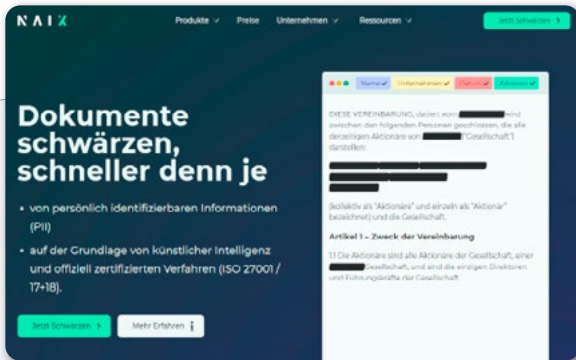 NAIX
Produkte Preise Unternehmen Ressourcen Jetzt Schwärzen
Dokumente
schwärzen,
schneller denn je
• von persönlich identifizierbaren Informationen
(PII)
• auf der Grundlage von künstlicher Intelligenz
und offiziell zertifizierten Verfahren (ISO 27001 /
17+18).
Jetzt Schwärzen Mehr Erfahren i
Name Unternehmen Datum Adresse
DIESE VEREINBARUNG, datiert vom wird
zwischen den folgenden Personen geschlossen, die alle
derzeitigen Aktionäre von ("Gesellschaft")
darstellen:
(kollektiv als "Aktionäre" und einzeln als "Aktionär"
bezeichnet) und die Gesellschaft.
Artikel 1 – Zweck der Vereinbarung
1.1 Die Aktionäre sind alle Aktionäre der Gesellschaft, einer
Gesellschaft, und sind die einzigen Direktoren
und Führungskräfte der Gesellschaft